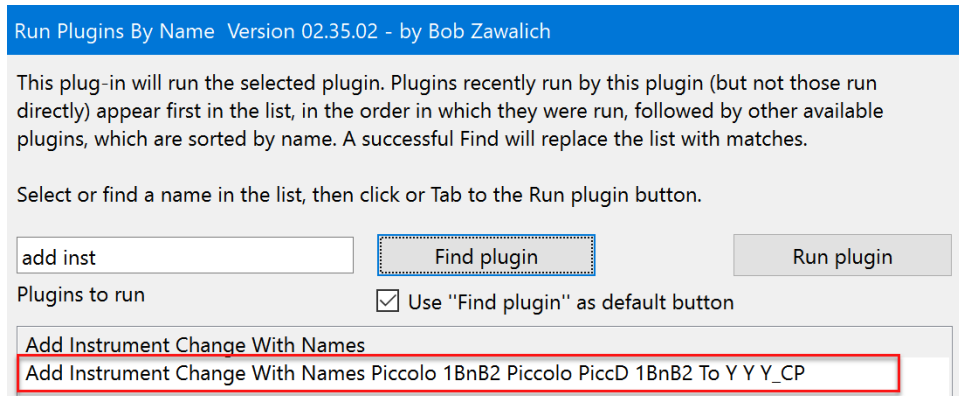 Run Plugins By Name  Version 02.35.02 - by Bob Zawalich
This plug-in will run the selected plugin. Plugins recently run by this plugin (but not those run
directly) appear first in the list, in the order in which they were run, followed by other available
plugins, which are sorted by name. A successful Find will replace the list with matches.
Select or find a name in the list, then click or Tab to the Run plugin button.
add inst
Find plugin
Run plugin
Plugins to run
Use ''Find plugin'' as default button
Add Instrument Change With Names
Add Instrument Change With Names Piccolo 1BnB2 Piccolo PiccD 1BnB2 To Y Y Y_CP